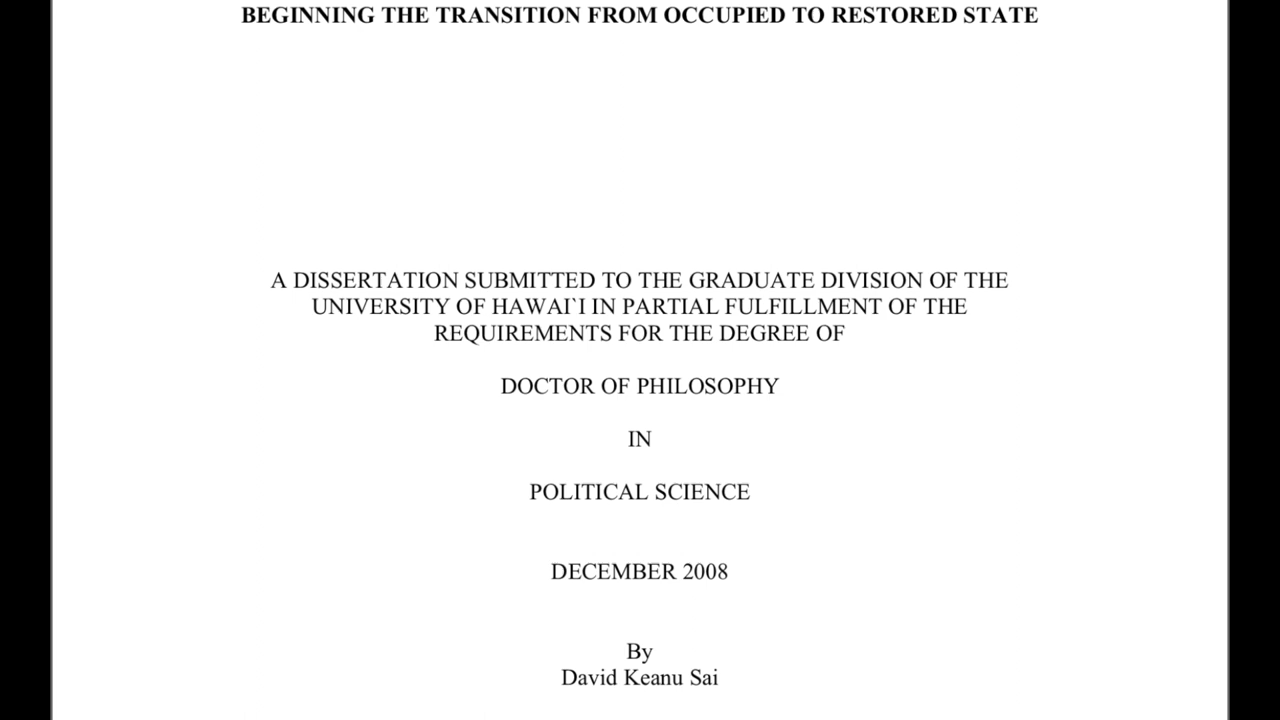 BEGINNING THE TRANSITION FROM OCCUPIED TO RESTORED STATE
A DISSERTATION SUBMITTED TO THE GRADUATE DIVISION OF THE
UNIVERSITY OF HAWAI`I IN PARTIAL FULFILLMENT OF THE
REQUIREMENTS FOR THE DEGREE OF
DOCTOR OF PHILOSOPHY
IN
POLITICAL SCIENCE
DECEMBER 2008
By
David Keanu Sai